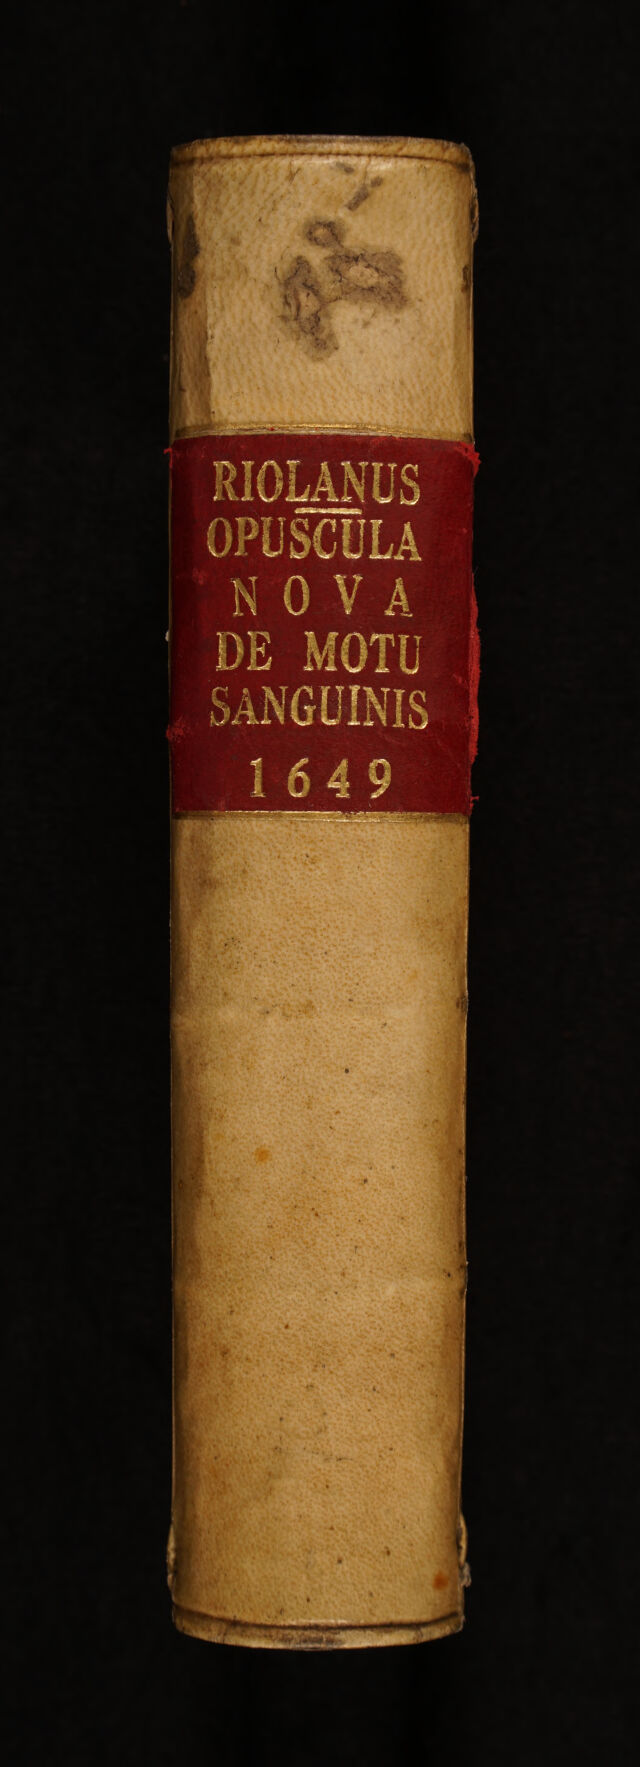 RIOLANUS
OPUSCULA
NOVA
DE MOTU
SANGUINIS
1649